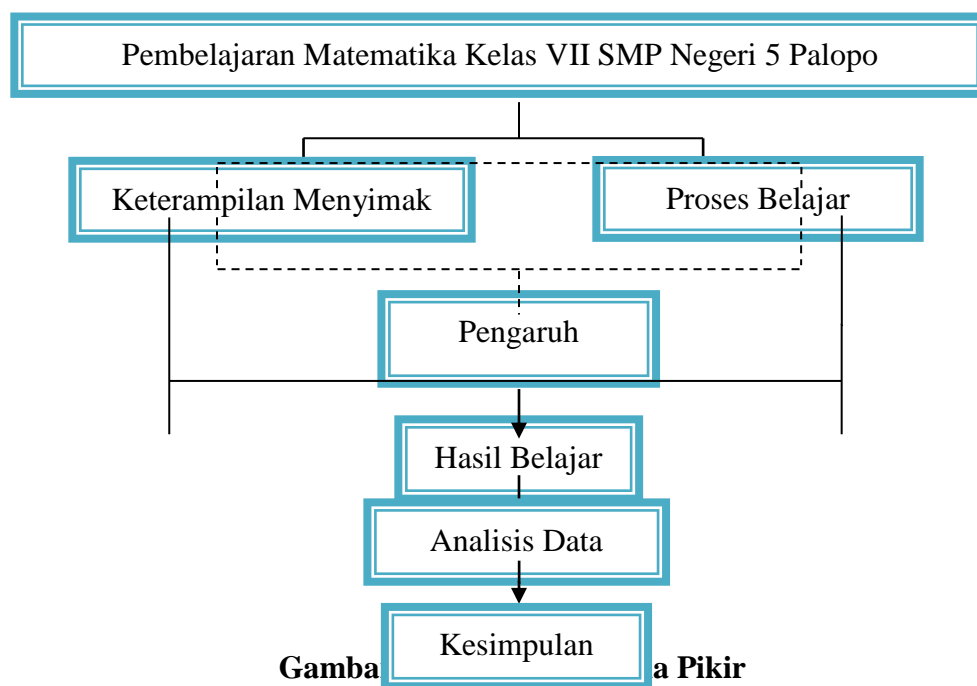 Pembelajaran Matematika Kelas VII SMP Negeri 5 Palopo
Keterampilan Menyimak
Proses Belajar
Pengaruh
Hasil Belajar
Analisis Data
Kesimpulan
Pikir